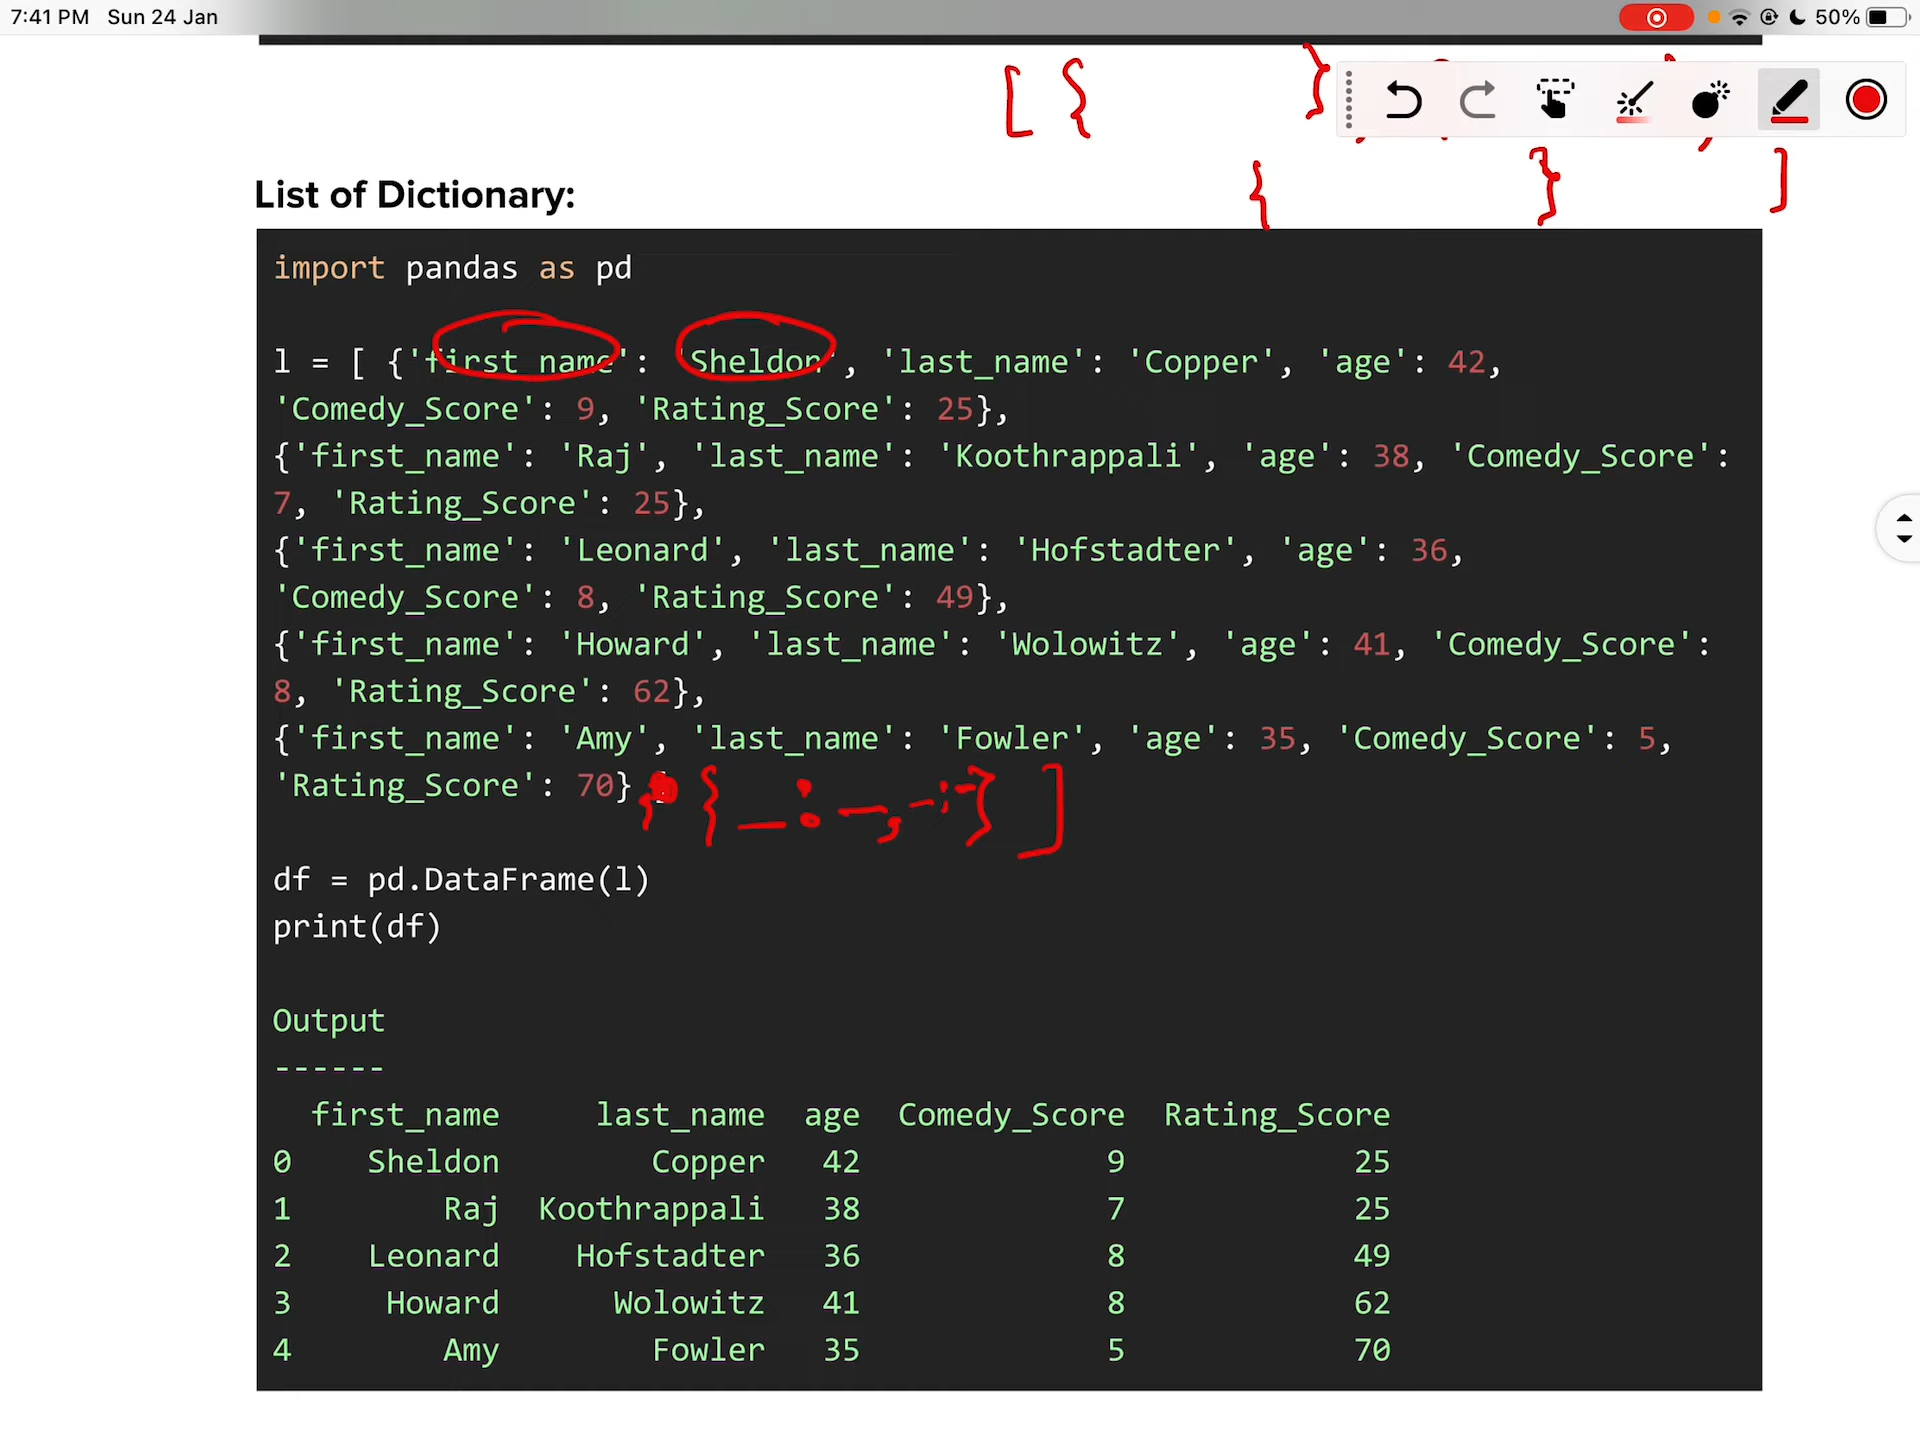 7:41 PM Sun 24 Jan
50%
[ { }
{ } ]
List of Dictionary:
import pandas as pd
l = [ {'first_name': 'Sheldon', 'last_name': 'Copper', 'age': 42,
'Comedy_Score': 9, 'Rating_Score': 25},
{'first_name': 'Raj', 'last_name': 'Koothrappali', 'age': 38, 'Comedy_Score':
7, 'Rating_Score': 25},
{'first_name': 'Leonard', 'last_name': 'Hofstadter', 'age': 36,
'Comedy_Score': 8, 'Rating_Score': 49},
{'first_name': 'Howard', 'last_name': 'Wolowitz', 'age': 41, 'Comedy_Score':
8, 'Rating_Score': 62},
{'first_name': 'Amy', 'last_name': 'Fowler', 'age': 35, 'Comedy_Score': 5,
'Rating_Score': 70} , { _ : _ , - : - } ]
df = pd.DataFrame(l)
print(df)
Output
------
first_name last_name age Comedy_Score Rating_Score
0 Sheldon Copper 42 9 25
1 Raj Koothrappali 38 7 25
2 Leonard Hofstadter 36 8 49
3 Howard Wolowitz 41 8 62
4 Amy Fowler 35 5 70